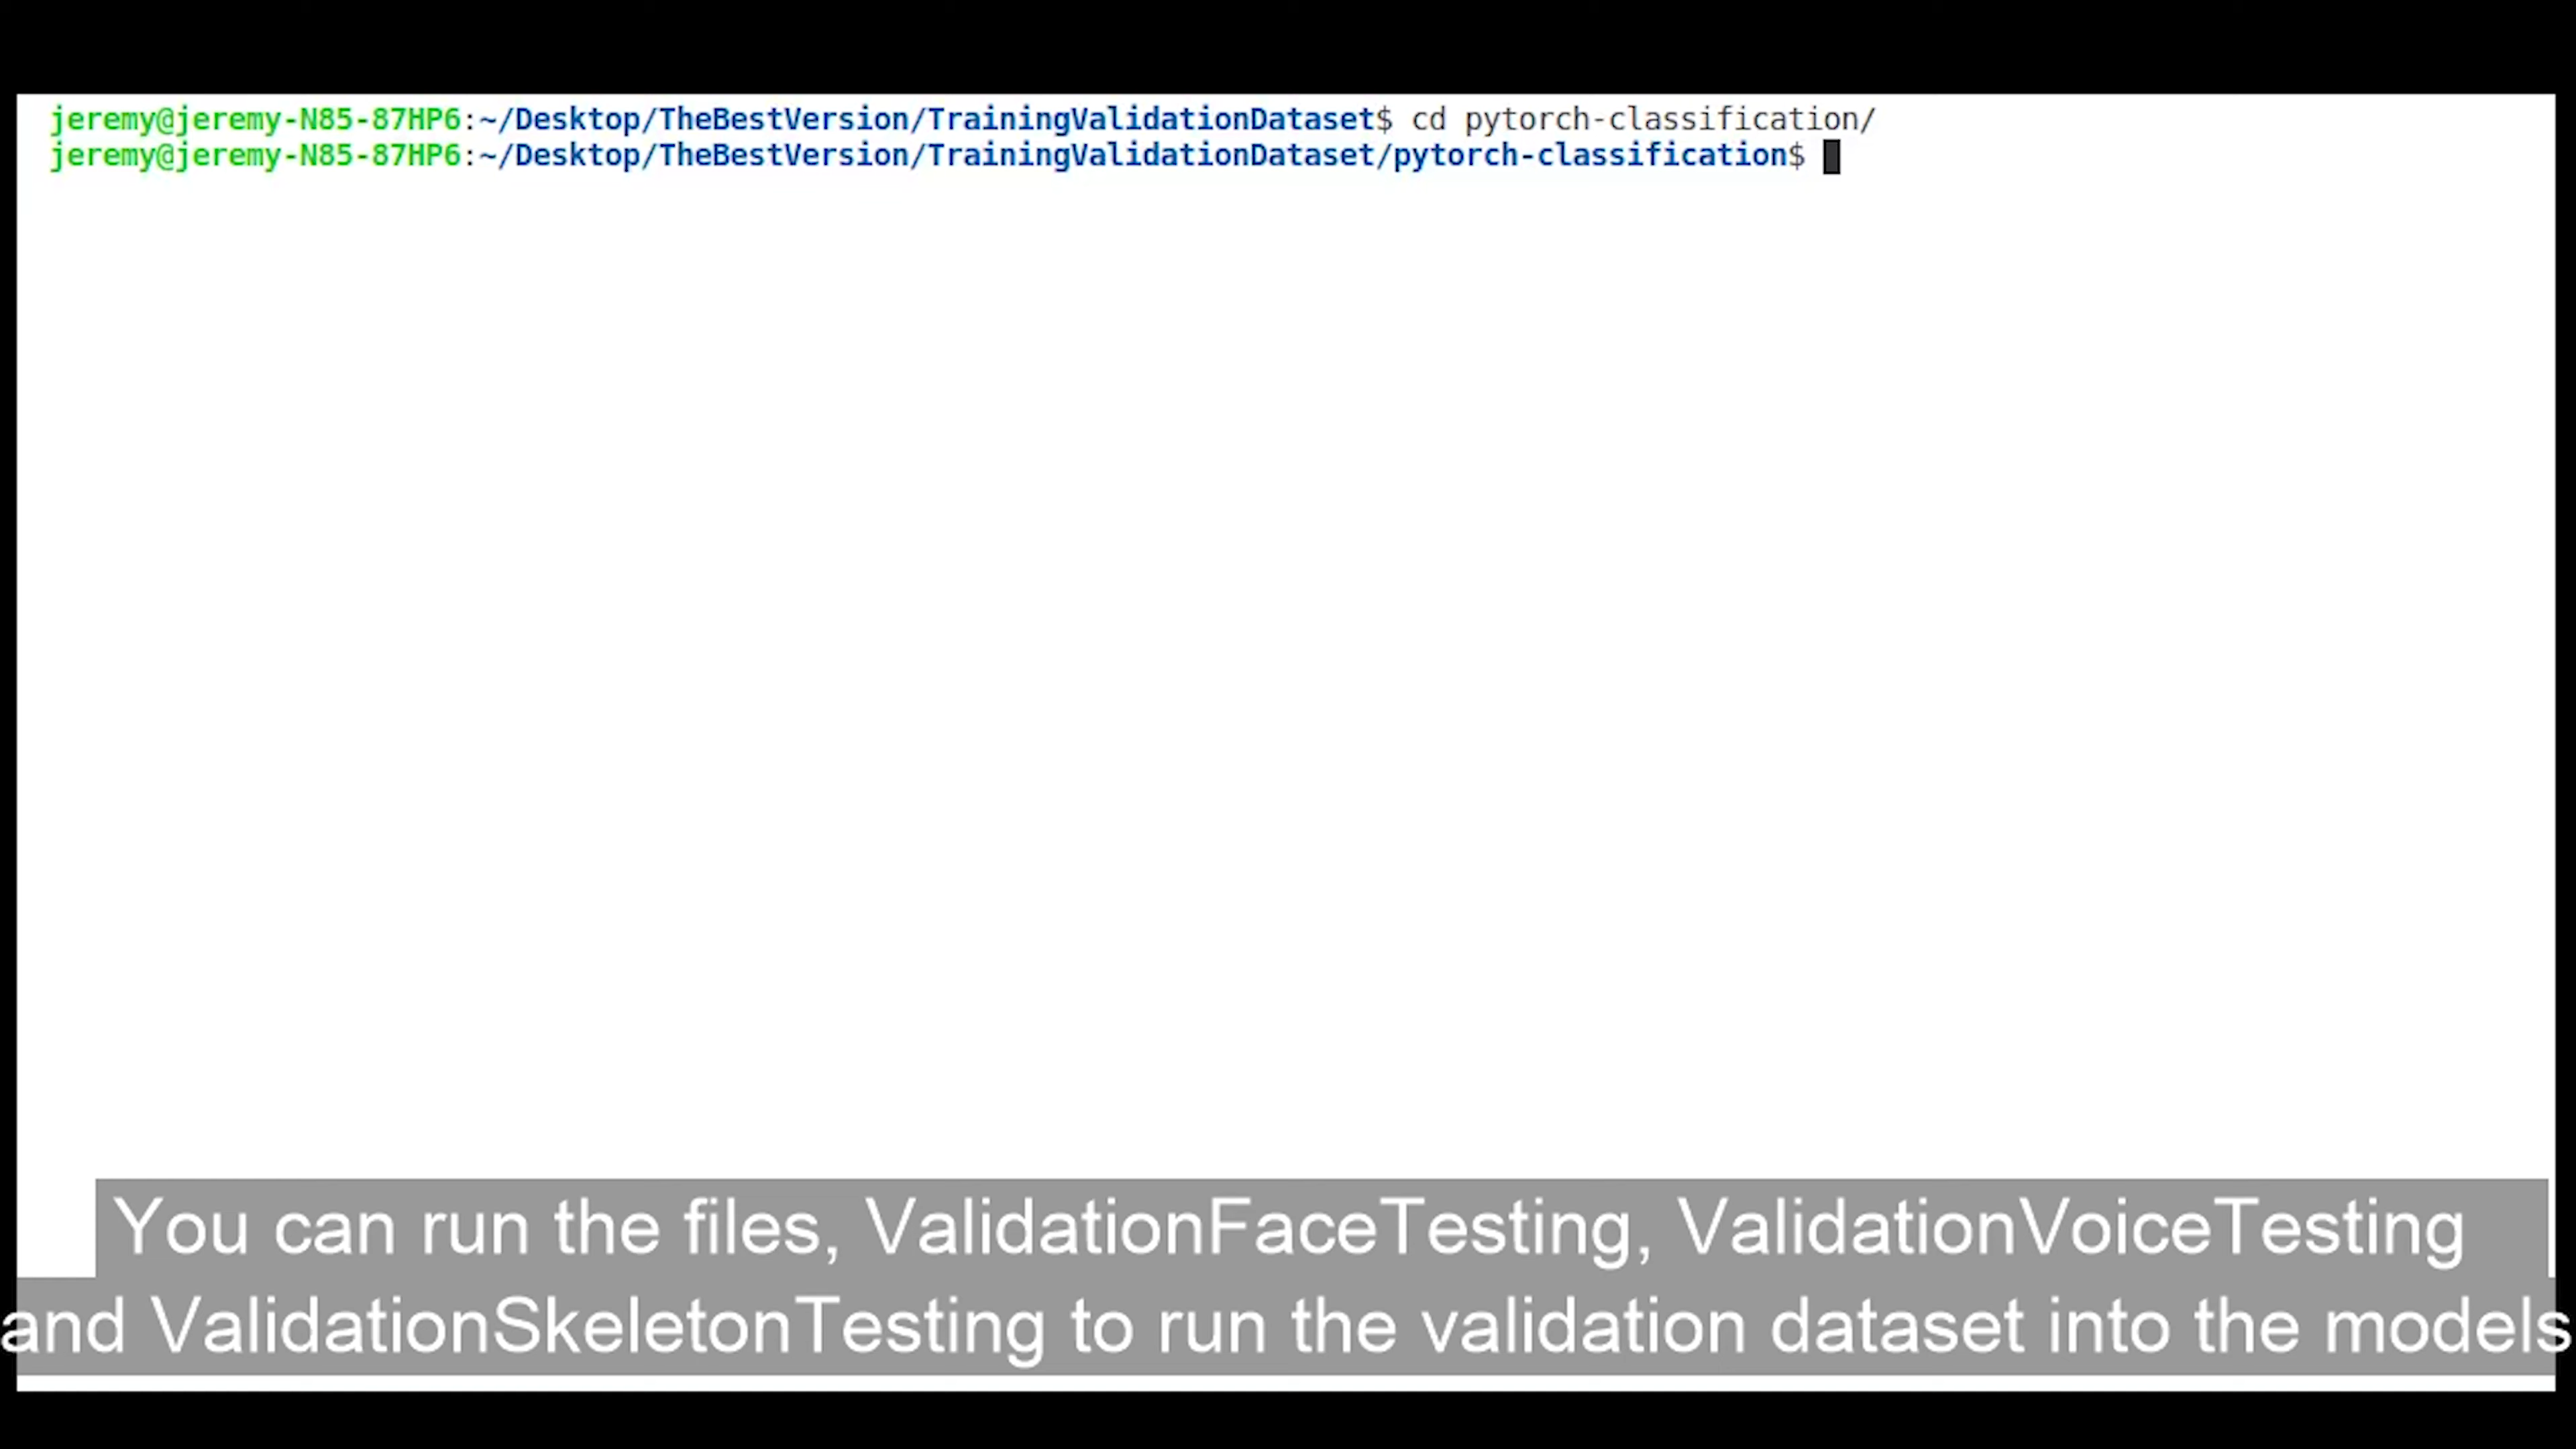 jeremy@jeremy-N85-87HP6:~/Desktop/TheBestVersion/TrainingValidationDataset$ cd pytorch-classification/
jeremy@jeremy-N85-87HP6:~/Desktop/TheBestVersion/TrainingValidationDataset/pytorch-classification$
You can run the files, ValidationFaceTesting, ValidationVoiceTesting
and ValidationSkeletonTesting to run the validation dataset into the models